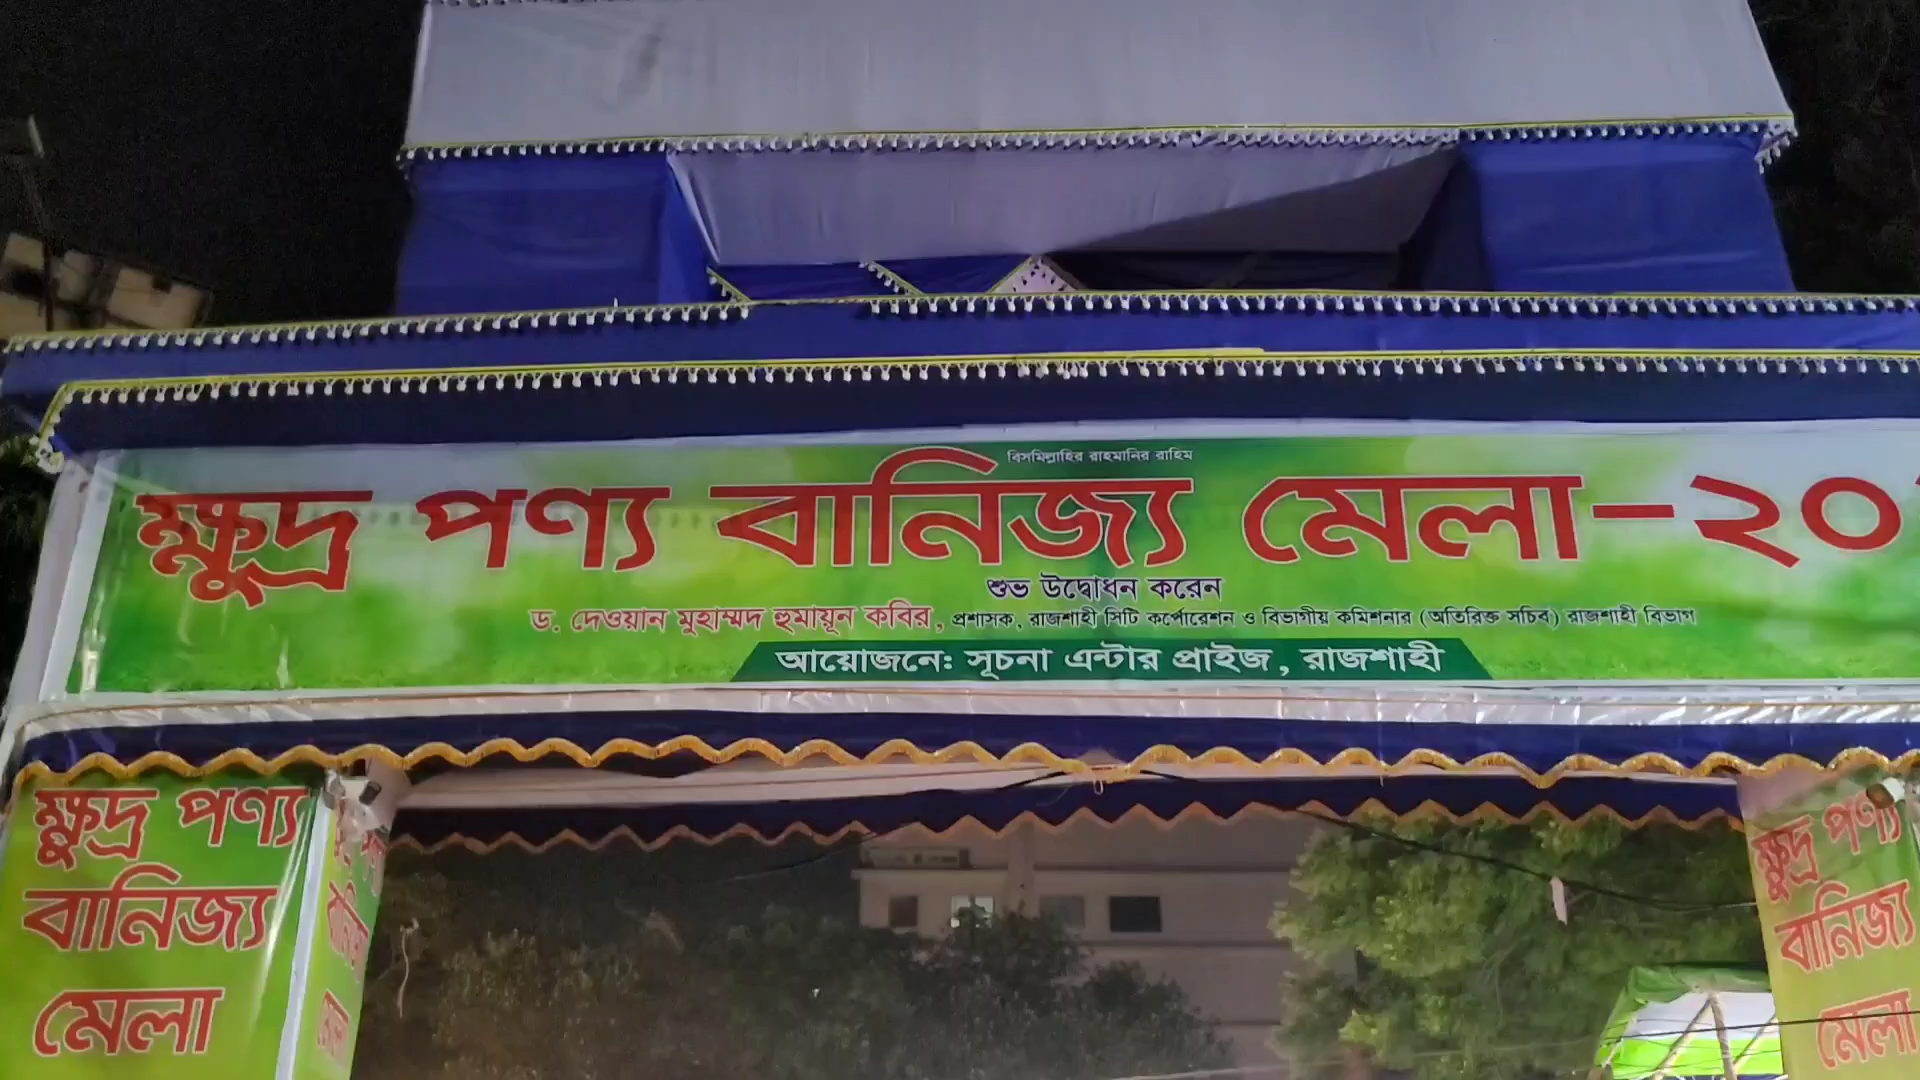 বিসমিল্লাহির রাহমানির রাহিম
ক্ষুদ্র পণ্য বানিজ্য মেলা-২০
শুভ উদ্বোধন করেন
ড. দেওয়ান মুহাম্মদ হুমায়ূন কবির, প্রশাসক, রাজশাহী সিটি কর্পোরেশন ও বিভাগীয় কমিশনার (অতিরিক্ত সচিব) রাজশাহী বিভাগ
আয়োজনে: সূচনা এন্টার প্রাইজ, রাজশাহী
ক্ষুদ্র পণ্য
বানিজ্য
মেলা
ক্ষুদ্র পণ্য
বানিজ্য
মেলা